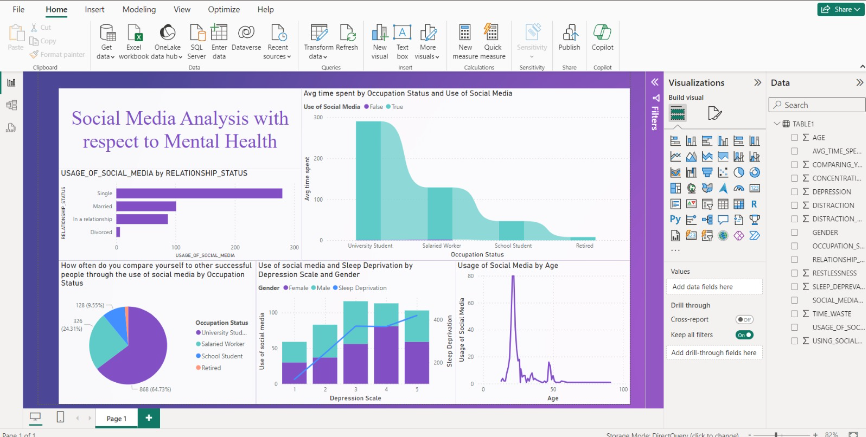 File Home Insert Modeling View Optimize Help Share
Paste Cut Copy Format painter Clipboard
Get data Excel workbook OneLake data hub SQL Server Enter data Dataverse Recent sources Data
Transform data Refresh Queries
New visual Text box More visuals Insert
New measure Quick measure Calculations
Sensitivity Sensitivity
Publish Share
Copilot Copilot
Social Media Analysis with
respect to Mental Health
USAGE_OF_SOCIAL_MEDIA by RELATIONSHIP_STATUS
RELATIONSHIP_STATUS
Single
Married
In a relationship
Divorced
0 100 200 300
USAGE_OF_SOCIAL_MEDIA
Avg time spent by Occupation Status and Use of Social Media
Use of Social Media False True
Avg time spent
300
200
100
0
University Student Salaried Worker School Student Retired
Occupation Status
How often do you compare yourself to other successful
people through the use of social media by Occupation
Status
128 (9.55%)
326
(24.31%)
868 (64.73%)
Occupation Status
University Stud...
Salaried Worker
School Student
Retired
Use of social media and Sleep Deprivation by
Depression Scale and Gender
Gender Female Male Sleep Deprivation
Use of social media
100
50
0
400
200
Sleep Deprivation
1 2 3 4 5
Depression Scale
Usage of Social Media by Age
Usage of Social Media
80
60
40
20
0
0 50 100
Age
Filters
Visualizations
Build visual
R
Py
...
Values
Add data fields here
Drill through
Cross-report Off
Keep all filters On
Add drill-through fields here
Data
Search
TABLE1
AGE
AVG_TIME_SPE...
COMPARING_Y...
CONCENTRATI...
DEPRESSION
DISTRACTION
DISTRACTION_...
GENDER
OCCUPATION_S...
RELATIONSHIP_...
RESTLESSNESS
SLEEP_DEPREVA...
SOCIAL_MEDIA...
TIME_WASTE
USAGE_OF_SOC...
USING_SOCIAL...
Page 1 +
Page 1 of 1 Storage Mode: DirectQuery (click to change) - + 82%